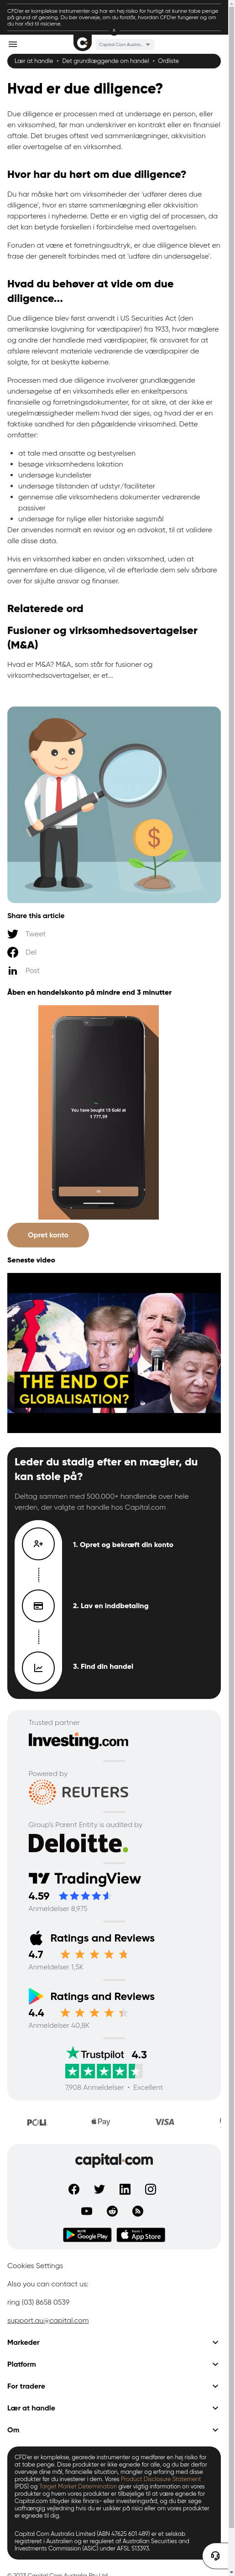 CFD'er er komplekse instrumenter og har en høj risiko for hurtigt at kunne tabe penge
på grund af gearing. Du bør overveje, om du forstår, hvordan CFD'er fungerer og om
du har råd til risiciene.
Capital Com Austra...
Lær at handle • Det grundlæggende om handel • Ordliste
Hvad er due diligence?
Due diligence er processen med at undersøge en person, eller
en virksomhed, før man underskriver en kontrakt eller en finansiel
aftale. Det bruges oftest ved sammenlægninger, akkvisition eller
opstigelse af en virksomhed.
Hvor har du hørt om due diligence?
Du har måske hørt om virksomheder der 'udfører deres due
diligence', hvor en større sammenlægning eller akkvisition
rapporteres i nyhederne. Dette er en vigtig del af processen, da
det kan betyde forskellen i forbindelse med overtagelsen.
Foruden at være et forretningsudtryk, er due diligence blevet en
frase der generelt forbindes med at 'udføre din undersøgelse'.
Hvad du behøver at vide om due
diligence...
Due diligence blev først anvendt i US Securities Act (den
amerikanske lovgivning for værdipapirer) fra 1933, hvor mæglere
og andre der handlede med værdipapirer, fik ansvaret for at
afsløre relevant materiale vedrørende de værdipapirer de
solgte, for at beskytte køberne.
Processen med due diligence involverer grundlæggende
undersøgelse af en virksomheds eller en enkeltpersons
finansielle og foretningsdokumenter, for at sikre, at der ikke er
uregelmæssigheder mellem hvad der siges, og hvad der er en
faktisk sandhed for den pågældende virksomhed. Dette
omfatter:
at tale med ansatte og bestyrelsen
besøge virksomhedens lokation
undersøge kundelister
undersøge tilstanden af udstyr/faciliteter
gennemse alle virksomhedens dokumenter vedrørende
passiver
undersøge for nylige eller historiske søgsmål
Der anvendes normalt en revisor og en advokat, til at validere
alle disse data.
Hvis en virksomhed køber en anden virksomhed, uden at
gennemføre en due diligence, vil de efterlade dem selv sårbare
over for skjulte ansvar og finanser.
Relaterede ord
Fusioner og virksomhedsovertagelser
(M&A)
Hvad er M&A? M&A, som står for fusioner og
virksomhedsovertagelser, er et...
Share this article
Tweet
Del
Post
Åben en handelskonto på mindre end 3 minutter
You have bought 15 Gold at
1 777,59
OK
Opret konto
Seneste video
THE END OF
GLOBALISATION?
Leder du stadig efter en mægler, du
kan stole på?
Deltag sammen med 500.000+ handlende over hele
verden, der valgte at handle hos Capital.com
1. Opret og bekræft din konto
2. Lav en inddbetaling
3. Find din handel
Trusted partner
Investing.com
Powered by
REUTERS
Group's Parent Entity is audited by
Deloitte.
TradingView
4.59
Anmeldelser 8,975
Ratings and Reviews
4.7
Anmeldelser 1,5K
Ratings and Reviews
4.4
Anmeldelser 40,8K
Trustpilot 4.3
7,908 Anmeldelser • Excellent
POLi
Pay
VISA
capital.com
Google Play
App Store
Cookies Settings
Also you can contact us:
ring (03) 8658 0539
support.au@capital.com
Markeder
Platform
For tradere
Lær at handle
Om
CFD'er er komplekse, gearede instrumenter og medfører en høj risiko for
at tabe penge. Disse produkter er ikke egnede for alle, og du bør derfor
overveje dine mål, financielle situation, mangler og erfaring med disse
produkter før du investerer i dem. Vores Product Disclosure Statement
(PDS) og Target Market Determination giver vigtig information om vores
produkter og hvorvidt vores produkter er tilbøjelige til at være egnede for
dig. Capitalcom tilbyder ikke finans- eller investeringsråd, og du bør søge
uafhængig vejledning hvis du er usikker på risici eller om vores produkter
er egnede til dig.
Capital Com Australia Limited (ABN 47625 601 489) er et selskab
registreret i Australien og er reguleret af Australian Securities and
Investments Commission (ASIC) under AFSL 513393.
© 2023 Capital Com Australia Pty Ltd